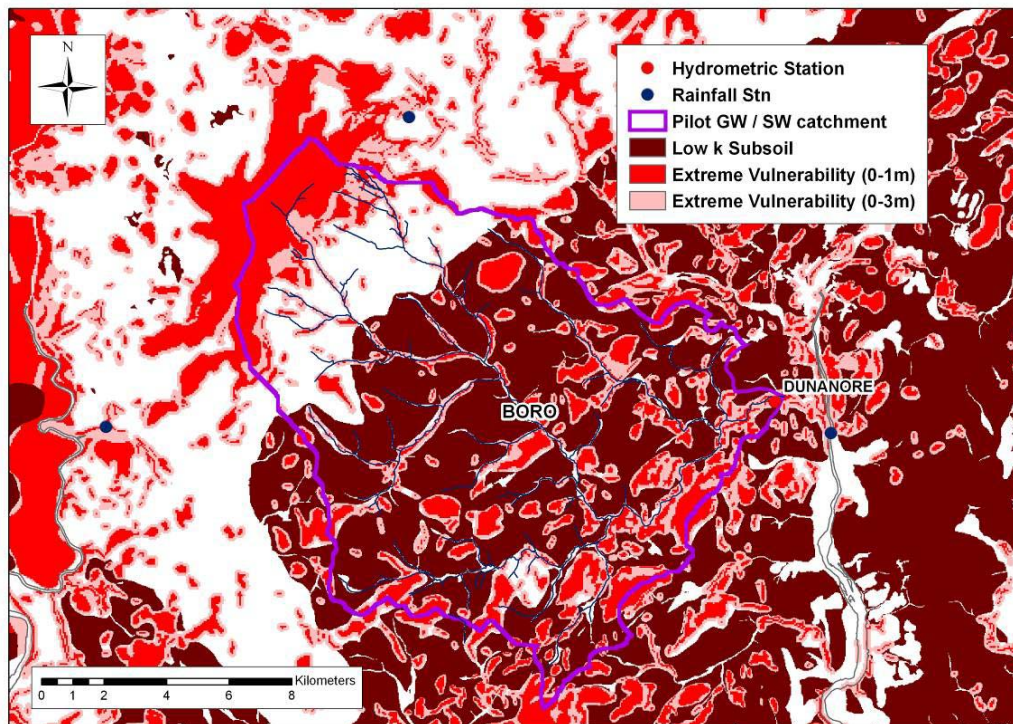 N
Hydrometric Station
Rainfall Stn
Pilot GW / SW catchment
Low k Subsoil
Extreme Vulnerability (0-1m)
Extreme Vulnerability (0-3m)
DUNANORE
BORO
Kilometers
0 1 2 4 6 8